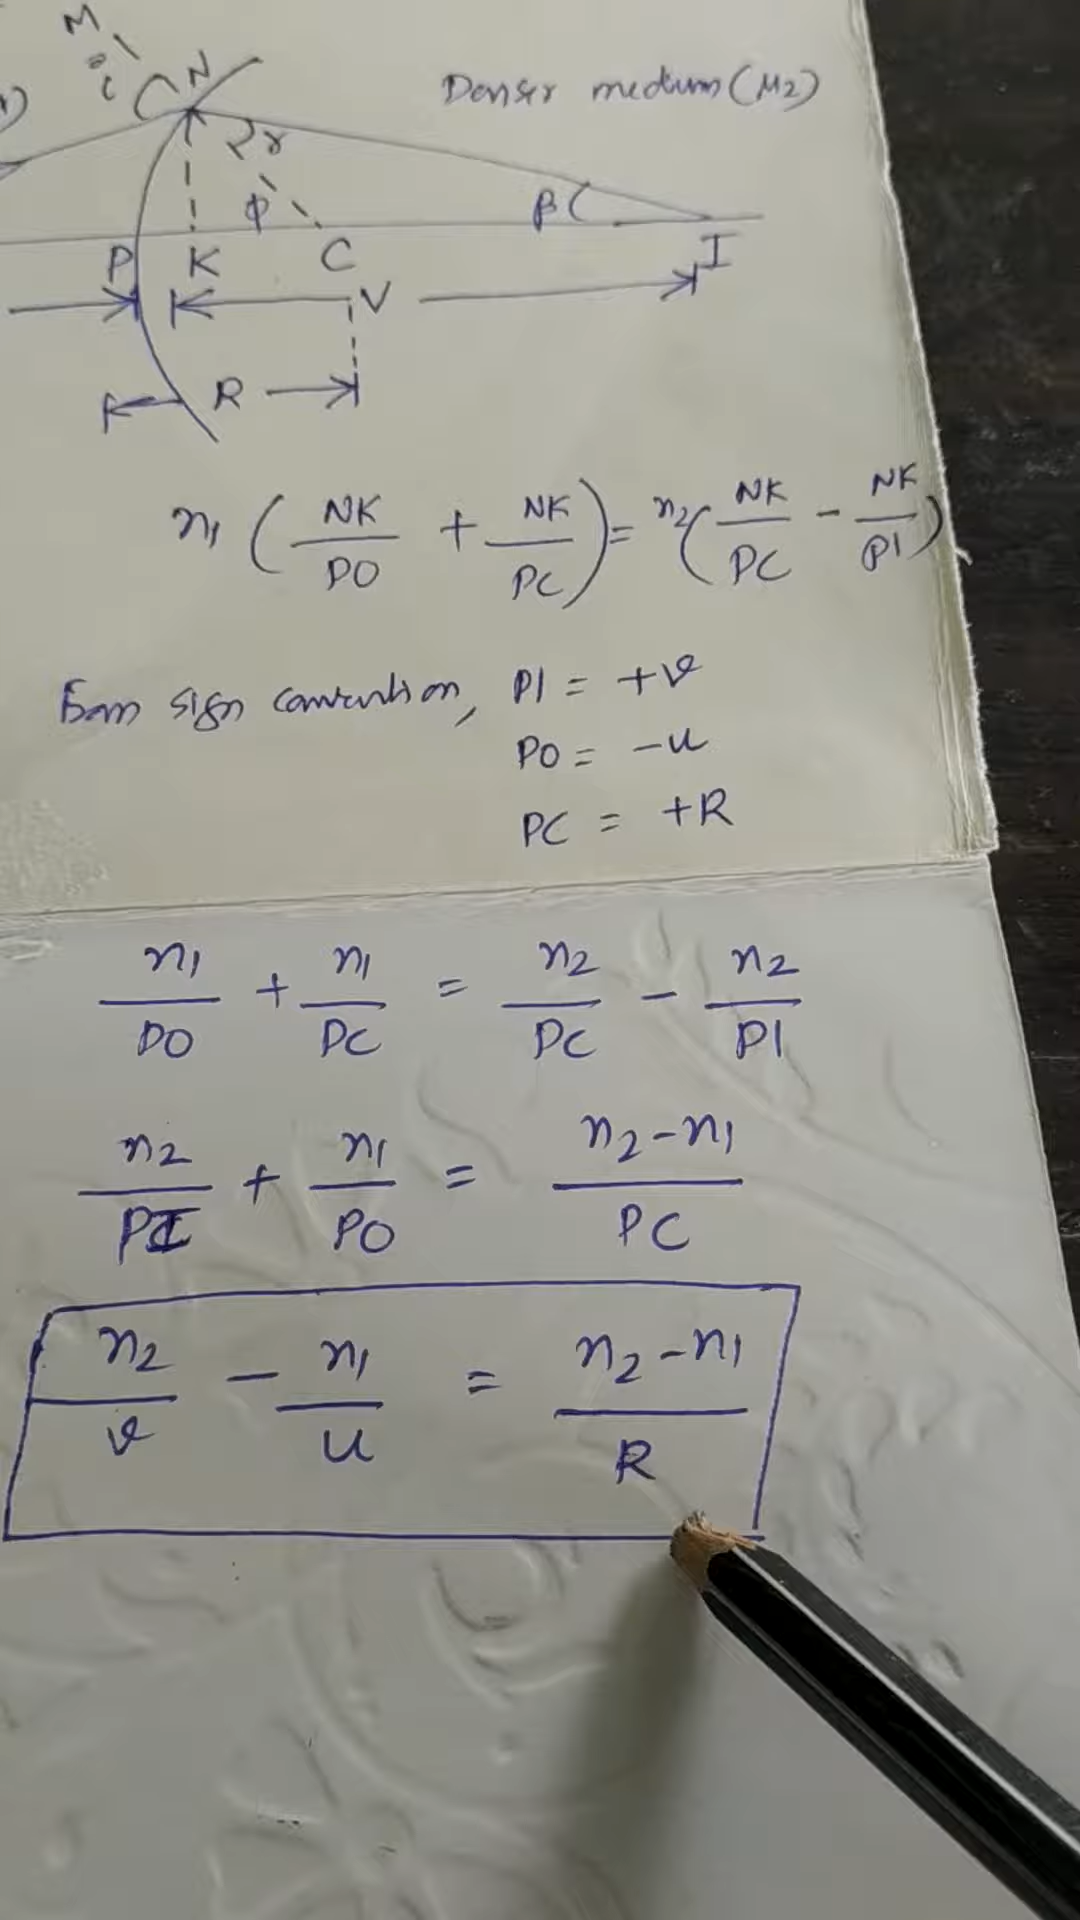 M
i N
Denser medium (μ2)
r
ϕ β
P K C I
V
R
n1 ( NK/PO + NK/PC ) = n2 ( NK/PC - NK/PI )
From sign convention, PI = +v
PO = -u
PC = +R
n1/PO + n1/PC = n2/PC - n2/PI
n2/PI + n1/PO = n2-n1/PC
n2/v - n1/u = n2-n1/R